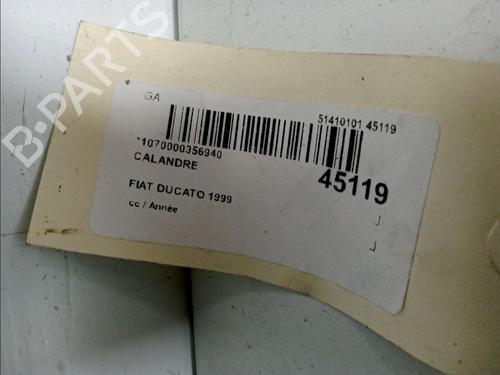 B-PARTS
GA
51410101 45119
*1070000356940
CALANDRE
45119
FIAT DUCATO 1999
cc / Année